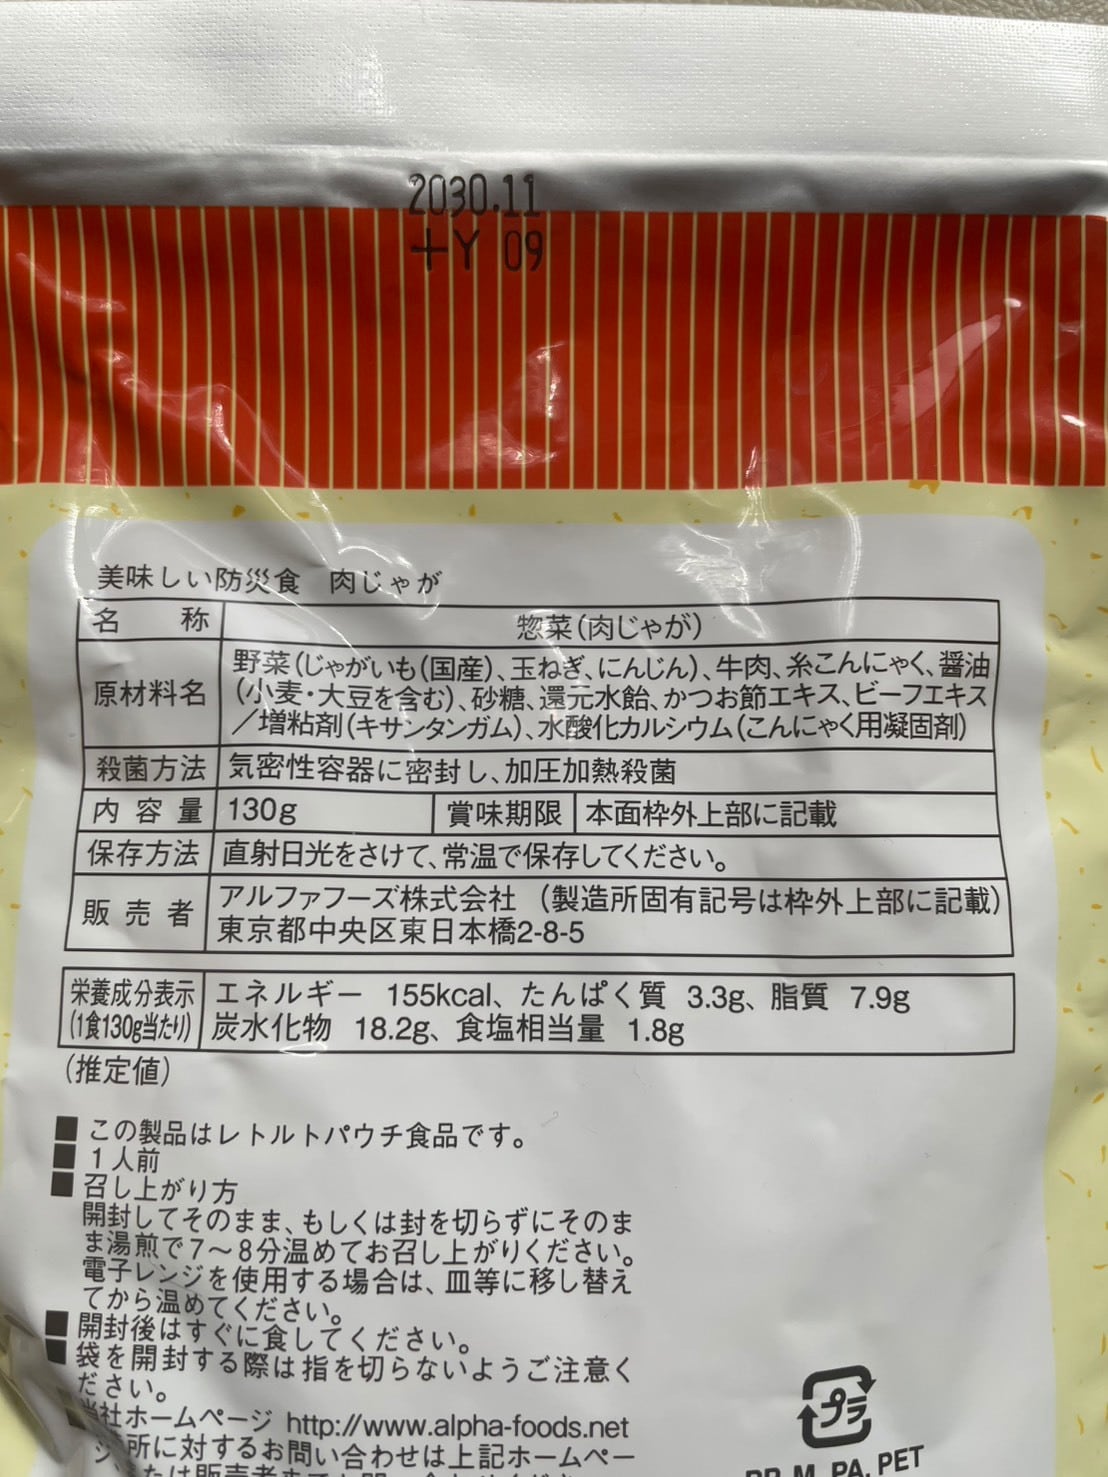 2030.11
+Y 09
美味しい防災食 肉じゃが
名 称 惣菜(肉じゃが)
原材料名 野菜(じゃがいも(国産)、玉ねぎ、にんじん)、牛肉、糸こんにゃく、醤油
(小麦・大豆を含む)、砂糖、還元水飴、かつお節エキス、ビーフエキス
/増粘剤(キサンタンガム)、水酸化カルシウム(こんにゃく用凝固剤)
殺菌方法 気密性容器に密封し、加圧加熱殺菌
内容量 130g 賞味期限 本面枠外上部に記載
保存方法 直射日光をさけて、常温で保存してください。
販売者 アルファフーズ株式会社 (製造所固有記号は枠外上部に記載)
東京都中央区東日本橋2-8-5
栄養成分表示 エネルギー 155kcal、たんぱく質 3.3g、脂質 7.9g
(1食130g当たり) 炭水化物 18.2g、食塩相当量 1.8g
(推定値)
■ この製品はレトルトパウチ食品です。
■ 1人前
■ 召し上がり方
開封してそのまま、もしくは封を切らずにそのま
ま湯煎で7〜8分温めてお召し上がりください。
電子レンジを使用する場合は、皿等に移し替え
てから温めてください。
■ 開封後はすぐに食してください。
■ 袋を開封する際は指を切らないようご注意く
ださい。
社ホームページ http://www.alpha-foods.net
所に対するお問い合わせは上記ホームペー
プラ
PA, PET